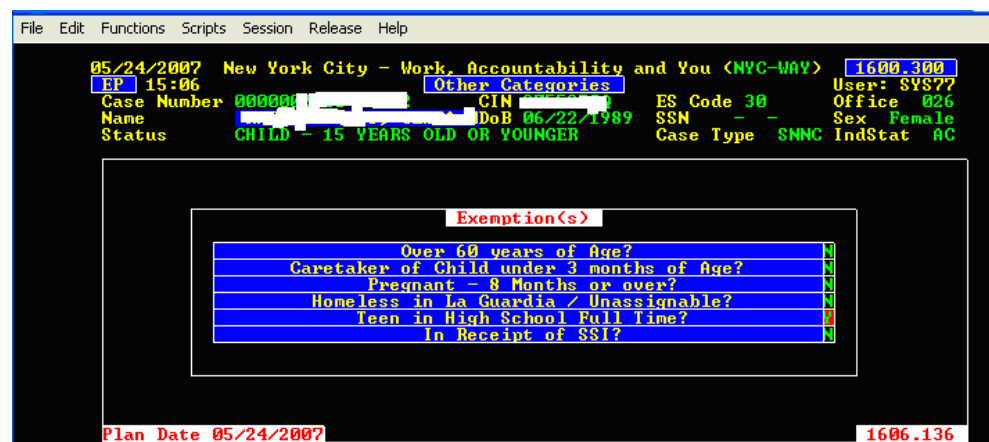 File Edit Functions Scripts Session Release Help
05/24/2007 New York City - Work, Accountability and You (NYC-WAY) 1600.300
EP 15:06 Other Categories User: SYS77
Case Number 000000 CIN ES Code 30 Office 026
Name DoB 06/22/1989 SSN - - Sex Female
Status CHILD - 15 YEARS OLD OR YOUNGER Case Type SNNC IndStat AC
Exemption(s)
Over 60 years of Age? N
Caretaker of Child under 3 months of Age? N
Pregnant - 8 Months or over? N
Homeless in La Guardia / Unassignable? N
Teen in High School Full Time? Y
In Receipt of SSI? N
Plan Date 05/24/2007 1606.136